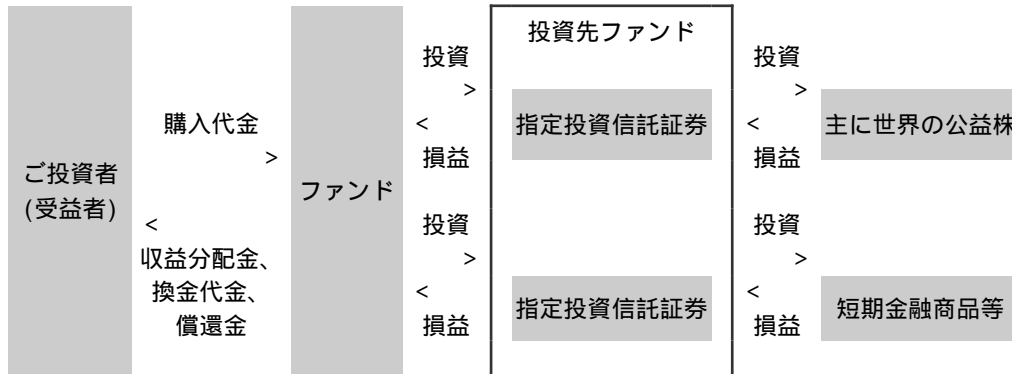 投資先ファンド
投資
>
投資
>
購入代金
>
<
損益
指定投資信託証券
<
損益
主に世界の公益株
ご投資者
(受益者)
ファンド
<
収益分配金、
換金代金、
償還金
投資
>
<
損益
指定投資信託証券
投資
>
<
損益
短期金融商品等